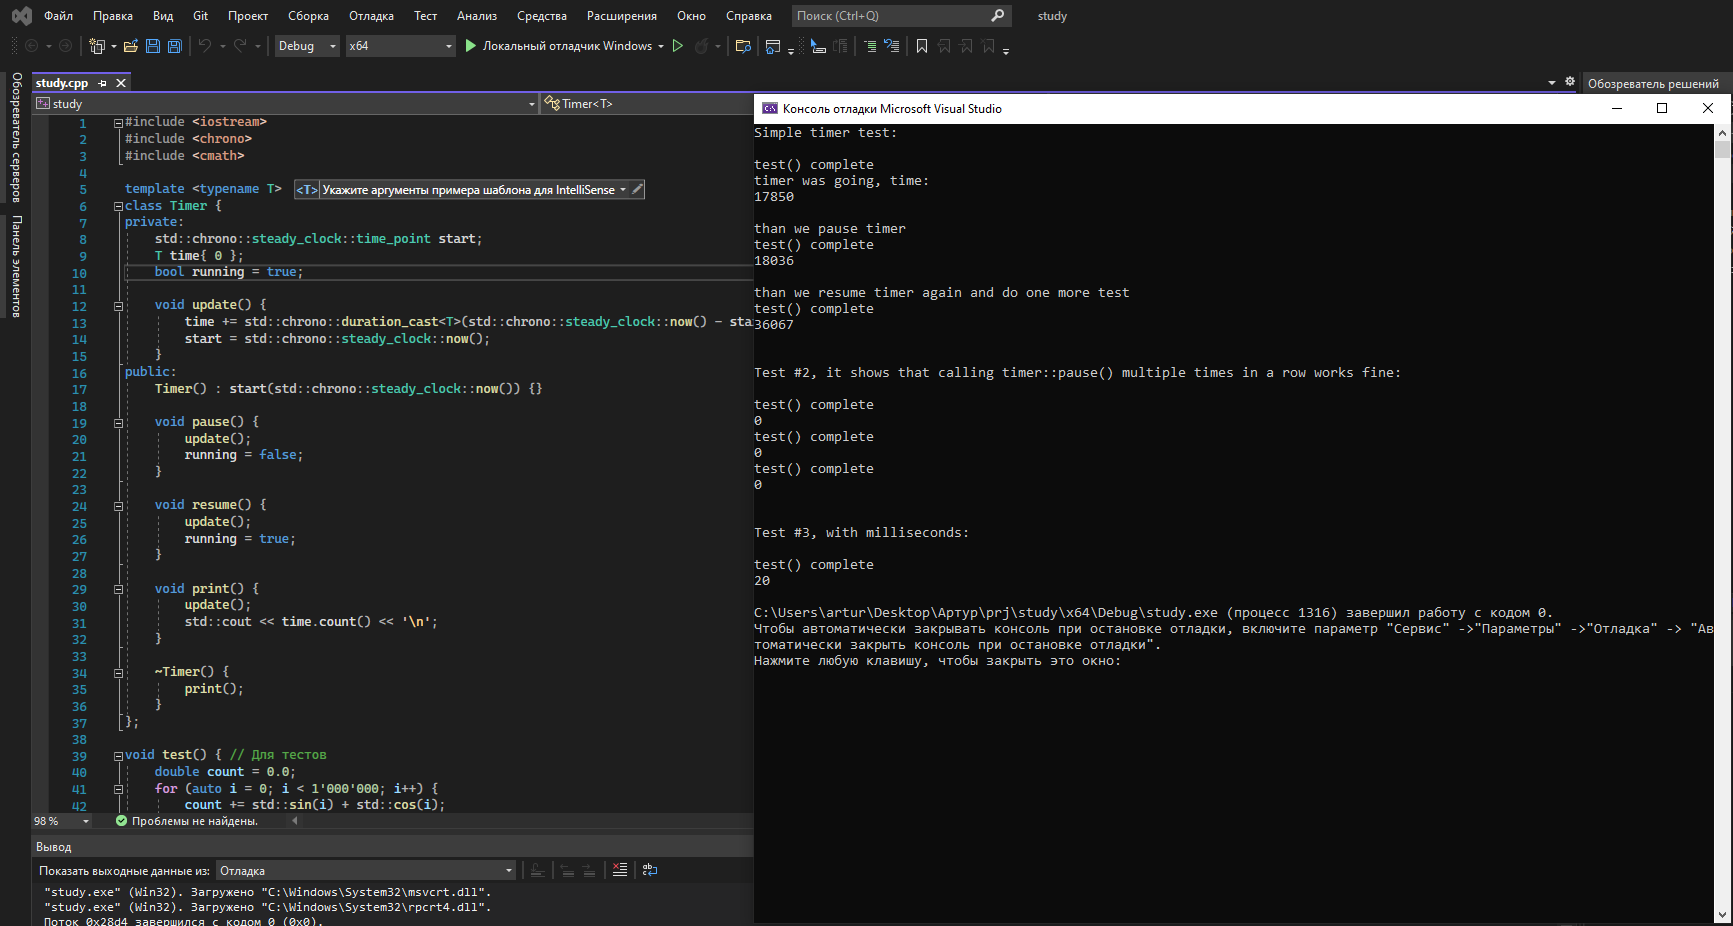 Файл Правка Вид Git Проект Сборка Отладка Тест Анализ Средства Расширения Окно Справка Поиск (Ctrl+Q) study
Debug x64 Локальный отладчик Windows
Обозреватель серверов
Панель элементов
study.cpp
Обозреватель решений
study Timer<T>
1 #include <iostream>
2 #include <chrono>
3 #include <cmath>
4
5 template <typename T> <T> Укажите аргументы примера шаблона для IntelliSense
6 class Timer {
7 private:
8 std::chrono::steady_clock::time_point start;
9 T time{ 0 };
10 bool running = true;
11
12 void update() {
13 time += std::chrono::duration_cast<T>(std::chrono::steady_clock::now() - sta
14 start = std::chrono::steady_clock::now();
15 }
16 public:
17 Timer() : start(std::chrono::steady_clock::now()) {}
18
19 void pause() {
20 update();
21 running = false;
22 }
23
24 void resume() {
25 update();
26 running = true;
27 }
28
29 void print() {
30 update();
31 std::cout << time.count() << '\n';
32 }
33
34 ~Timer() {
35 print();
36 }
37 };
38
39 void test() { // Для тестов
40 double count = 0.0;
41 for (auto i = 0; i < 1'000'000; i++) {
42 count += std::sin(i) + std::cos(i);
98 % Проблемы не найдены.
Вывод
Показать выходные данные из: Отладка
"study.exe" (Win32). Загружено "C:\Windows\System32\msvcrt.dll".
"study.exe" (Win32). Загружено "C:\Windows\System32\rpcrt4.dll".
Поток 0x28d4 завершился с кодом 0 (0x0).
Консоль отладки Microsoft Visual Studio
Simple timer test:
test() complete
timer was going, time:
17850
than we pause timer
test() complete
18036
than we resume timer again and do one more test
test() complete
36067
Test #2, it shows that calling timer::pause() multiple times in a row works fine:
test() complete
0
test() complete
0
test() complete
0
Test #3, with milliseconds:
test() complete
20
C:\Users\artur\Desktop\Артур\prj\study\x64\Debug\study.exe (процесс 1316) завершил работу с кодом 0.
Чтобы автоматически закрывать консоль при остановке отладки, включите параметр "Сервис" ->"Параметры" ->"Отладка" -> "Ав
томатически закрыть консоль при остановке отладки".
Нажмите любую клавишу, чтобы закрыть это окно: